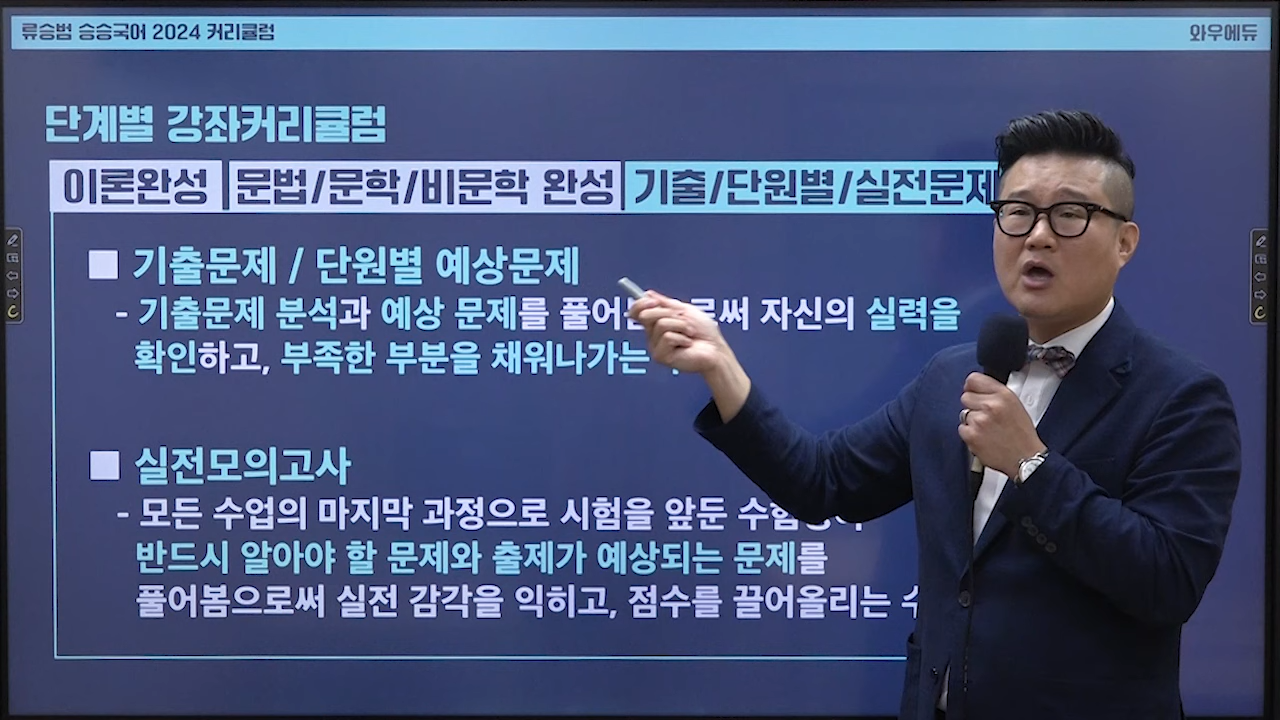 류승범 승승국어 2024 커리큘럼
와우에듀
단계별 강좌커리큘럼
이론완성 문법/문학/비문학 완성 기출/단원별/실전문제
기출문제 / 단원별 예상문제
- 기출문제 분석과 예상 문제를 자신의 실력을
확인하고, 부족한 부분을 채워나가는
실전모의고사
- 모든 수업의 마지막 과정으로 시험을 앞둔
반드시 알아야 할 문제와 출제가 예상되는 문제를
풀어봄으로써 실전 감각을 익히고, 점수를 끌어올리는